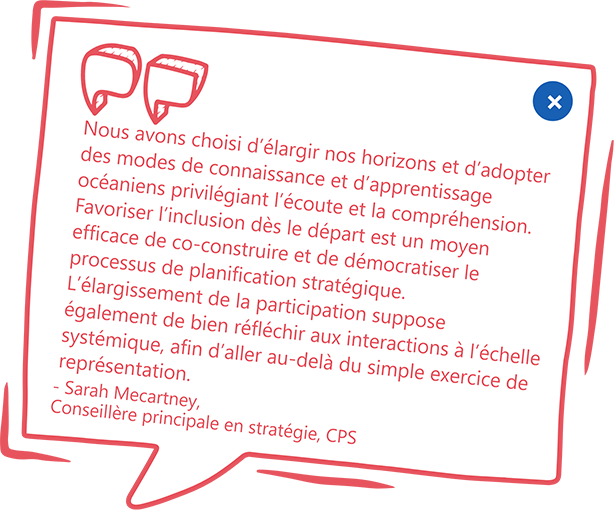 Nous avons choisi d’élargir nos horizons et d’adopter
des modes de connaissance et d’apprentissage
océaniens privilégiant l’écoute et la compréhension.
Favoriser l’inclusion dès le départ est un moyen
efficace de co-construire et de démocratiser le
processus de planification stratégique.
L’élargissement de la participation suppose
également de bien réfléchir aux interactions à l’échelle
systémique, afin d’aller au-delà du simple exercice de
représentation.
- Sarah Mecartney,
Conseillère principale en stratégie, CPS